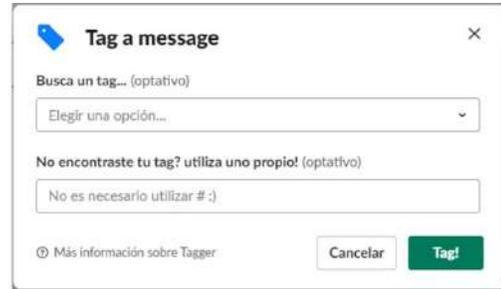 Tag a message
Busca un tag... (optativo)
Elegir una opción...
No encontraste tu tag? utiliza uno propio! (optativo)
No es necesario utilizar # :)
Más información sobre Tagger
Cancelar
Tag!